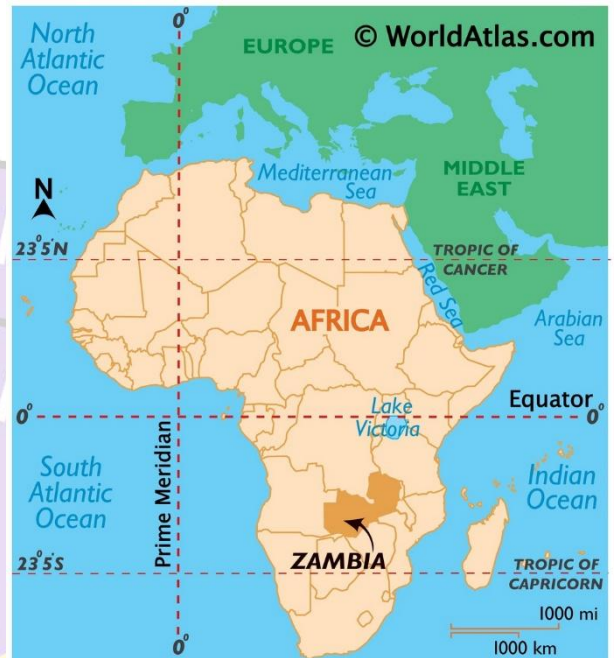 0°
North
Atlantic
Ocean
EUROPE
© WorldAtlas.com
Mediterranean
Sea
MIDDLE
EAST
N
23°5'N
TROPIC OF
CANCER
Red Sea
AFRICA
Arabian
Sea
Equator
0°
0°
Lake
Victoria
Prime Meridian
South
Atlantic
Ocean
Indian
Ocean
ZAMBIA
23°5'S
TROPIC OF
CAPRICORN
1000 mi
1000 km
0°